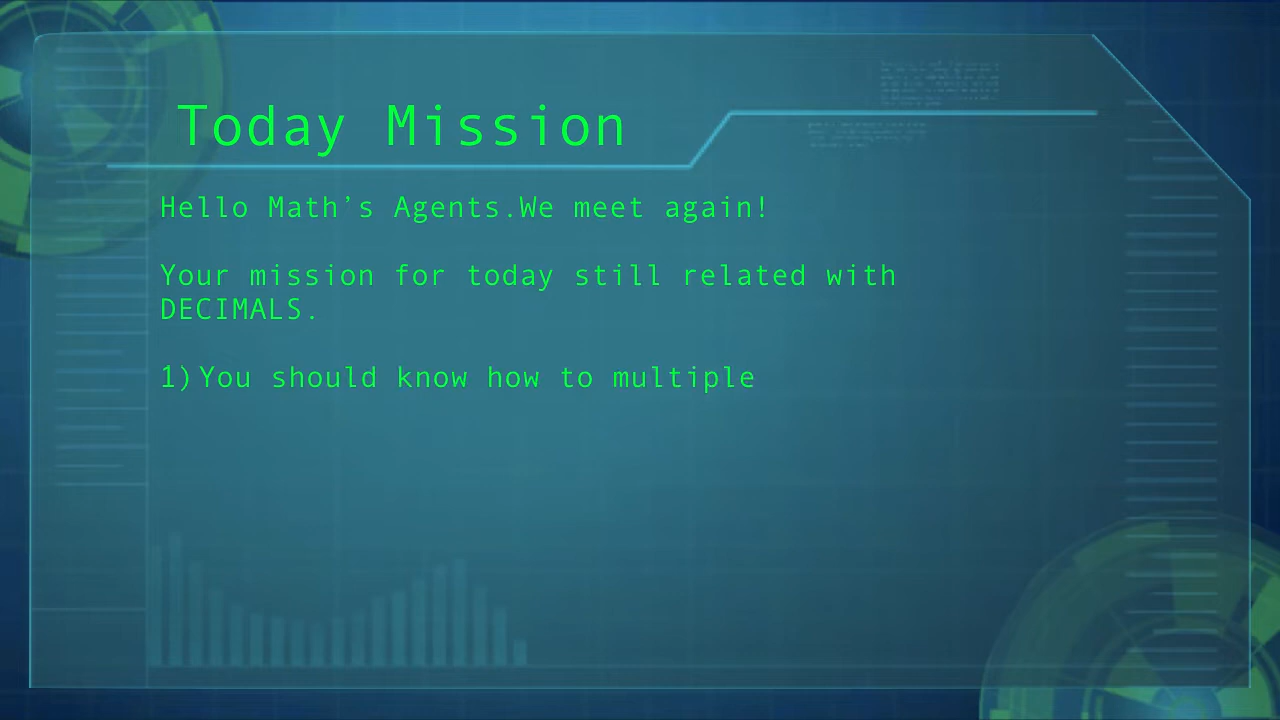 Today Mission
Hello Math’s Agents.We meet again!
Your mission for today still related with
DECIMALS.
1)You should know how to multiple